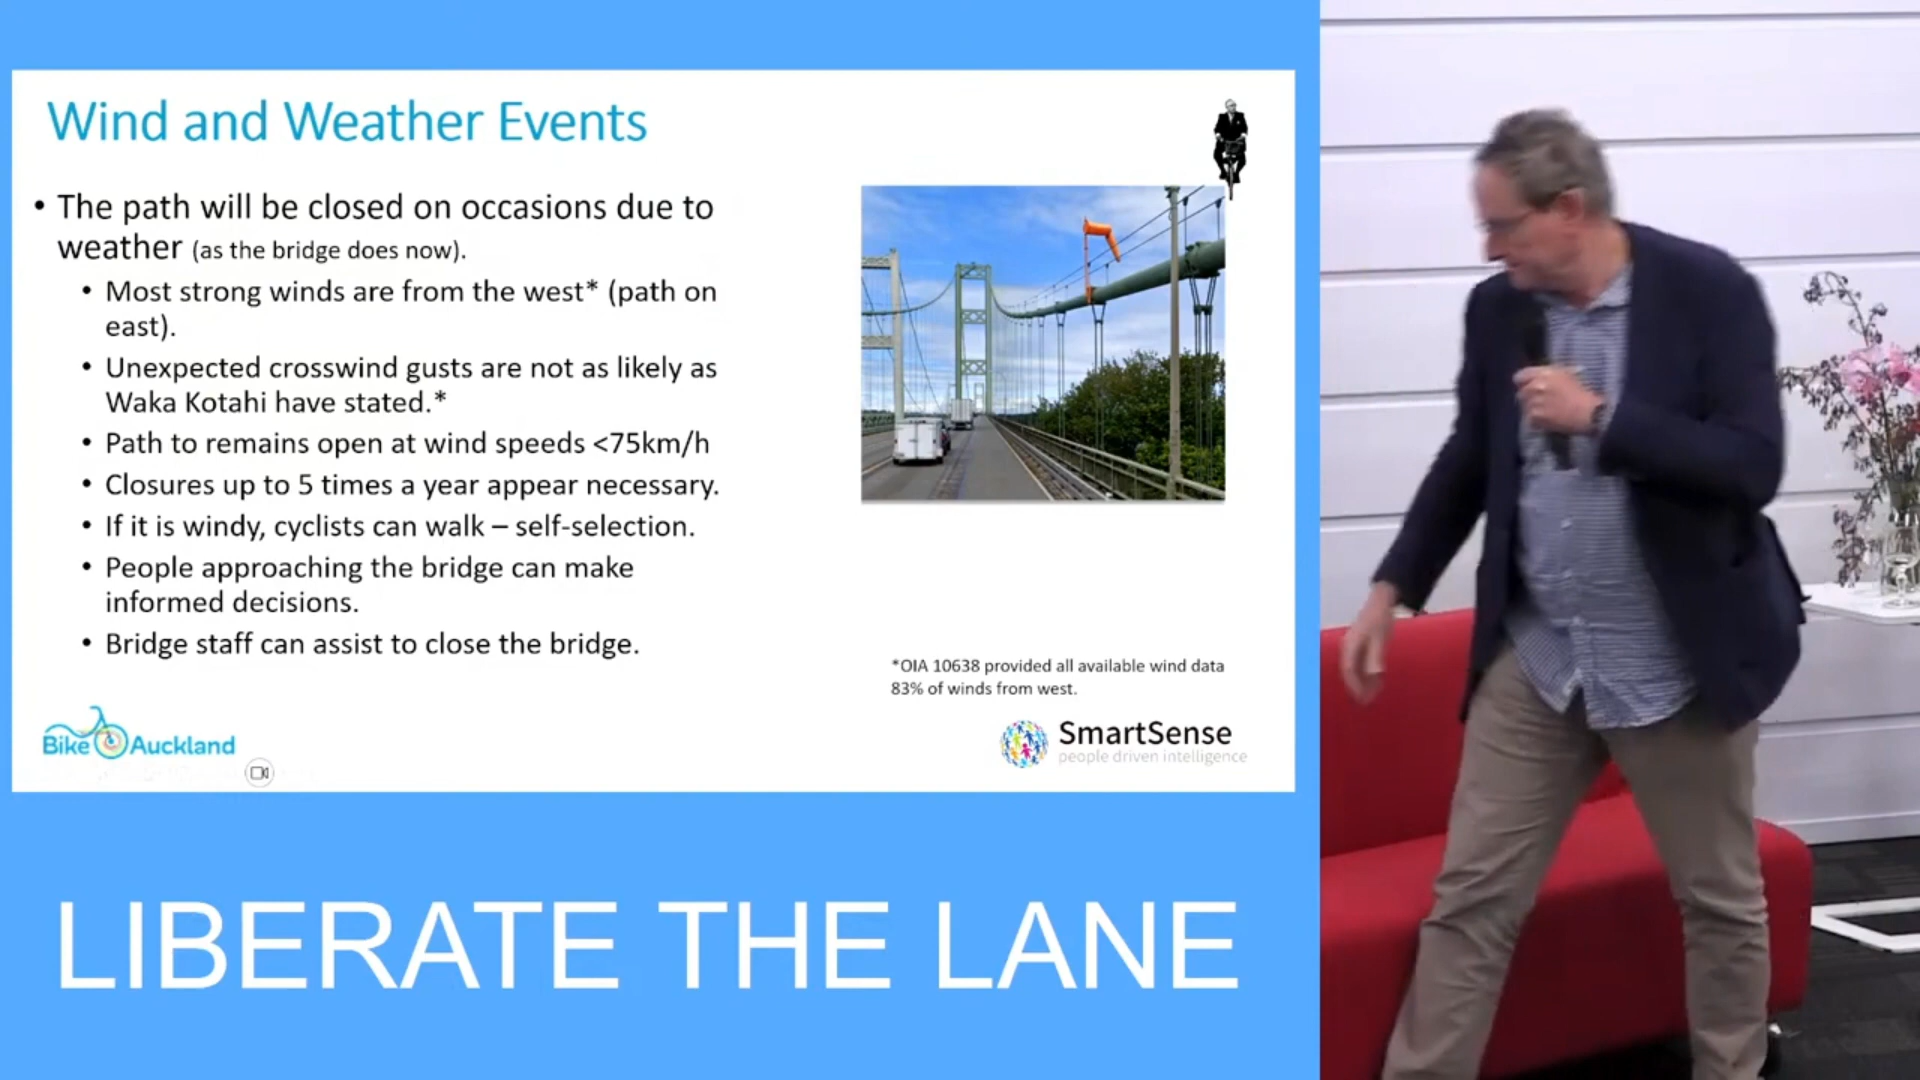 Wind and Weather Events
• The path will be closed on occasions due to
weather (as the bridge does now).
• Most strong winds are from the west* (path on
east).
• Unexpected crosswind gusts are not as likely as
Waka Kotahi have stated.*
• Path to remains open at wind speeds <75km/h
• Closures up to 5 times a year appear necessary.
• If it is windy, cyclists can walk – self-selection.
• People approaching the bridge can make
informed decisions.
• Bridge staff can assist to close the bridge.
*OIA 10638 provided all available wind data
83% of winds from west.
Bike Auckland
SmartSense
people driven intelligence
LIBERATE THE LANE